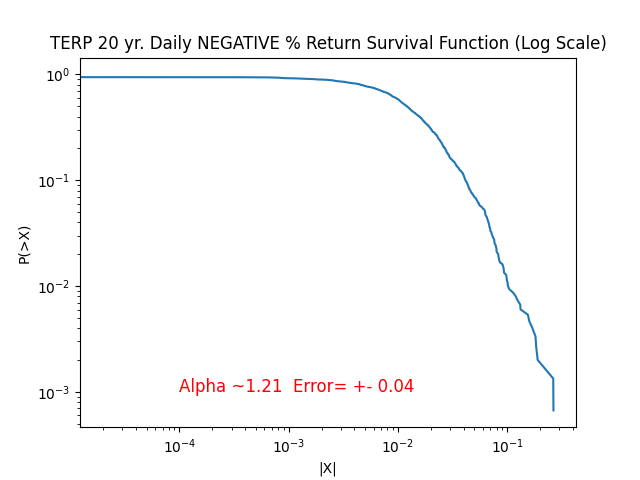 TERP 20 yr. Daily NEGATIVE % Return Survival Function (Log Scale)
10⁰
10⁻¹
P(>X)
10⁻²
10⁻³
Alpha ~1.21  Error= +- 0.04
10⁻⁴ 10⁻³ 10⁻² 10⁻¹
|X|